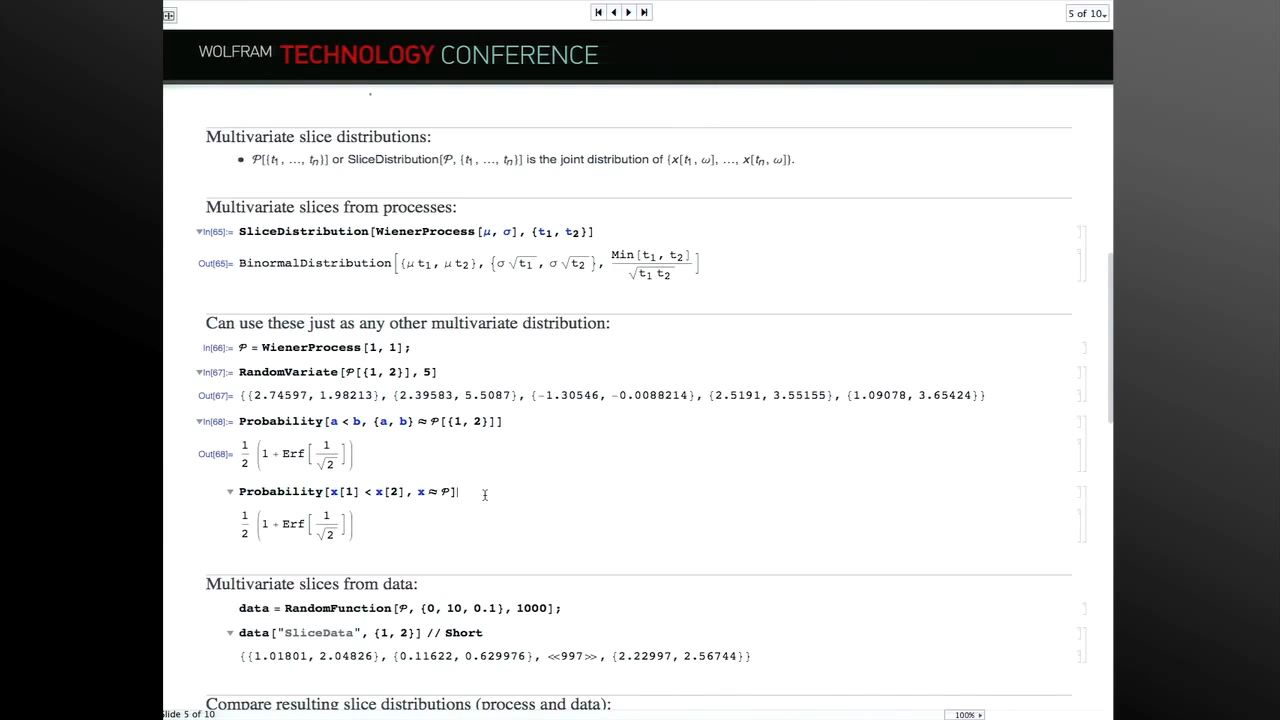 5 of 10
WOLFRAM TECHNOLOGY CONFERENCE
Multivariate slice distributions:
• 𝒫[{t1, …, tn}] or SliceDistribution[𝒫, {t1, …, tn}] is the joint distribution of {x[t1, ω], …, x[tn, ω]}.
Multivariate slices from processes:
In[65]:= SliceDistribution[WienerProcess[μ, σ], {t1, t2}]
Out[65]= BinormalDistribution[{μ t1, μ t2}, {σ √t1, σ √t2}, Min[t1, t2] / √t1 t2]
Can use these just as any other multivariate distribution:
In[66]:= 𝒫 = WienerProcess[1, 1];
In[67]:= RandomVariate[𝒫[{1, 2}], 5]
Out[67]= {{2.74597, 1.98213}, {2.39583, 5.5087}, {-1.30546, -0.0088214}, {2.5191, 3.55155}, {1.09078, 3.65424}}
In[68]:= Probability[a < b, {a, b} ≈ 𝒫[{1, 2}]]
Out[68]= 1/2 (1 + Erf[1/√2])
Probability[x[1] < x[2], x ≈ 𝒫]
1/2 (1 + Erf[1/√2])
Multivariate slices from data:
data = RandomFunction[𝒫, {0, 10, 0.1}, 1000];
data["SliceData", {1, 2}] // Short
{{1.01801, 2.04826}, {0.11622, 0.629976}, <<997>>, {2.22997, 2.56744}}
Compare resulting slice distributions (process and data):
Slide 5 of 10
100%